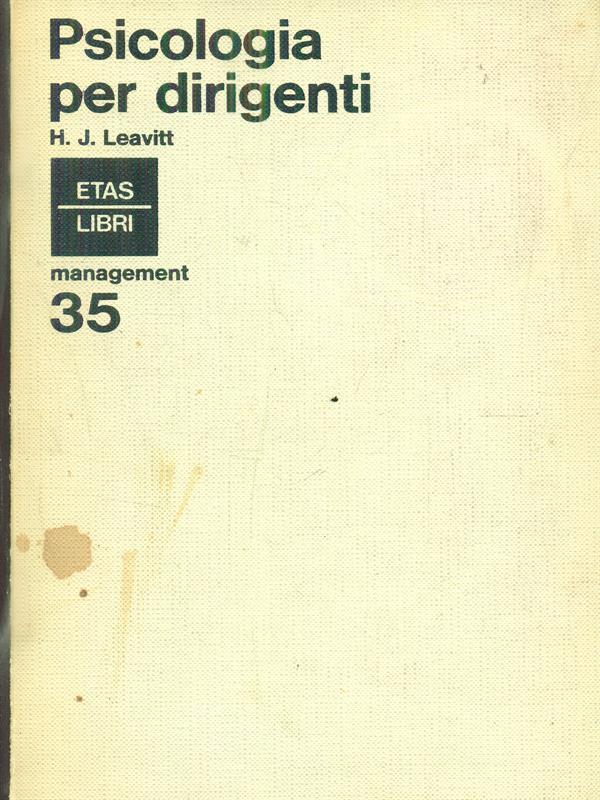 Psicologia
per dirigenti
H. J. Leavitt
ETAS
LIBRI
management
35